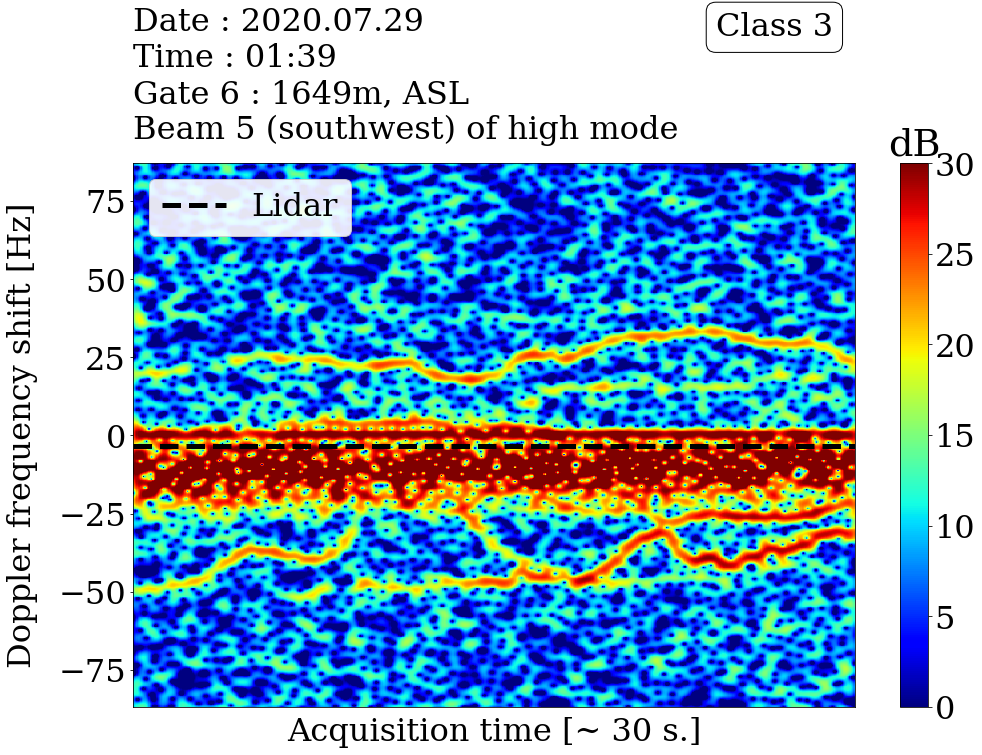 Date : 2020.07.29
Time : 01:39
Gate 6 : 1649m, ASL
Beam 5 (southwest) of high mode
Class 3
dB
30
25
20
15
10
5
0
Lidar
75
50
25
0
−25
−50
−75
Doppler frequency shift [Hz]
Acquisition time [~ 30 s.]